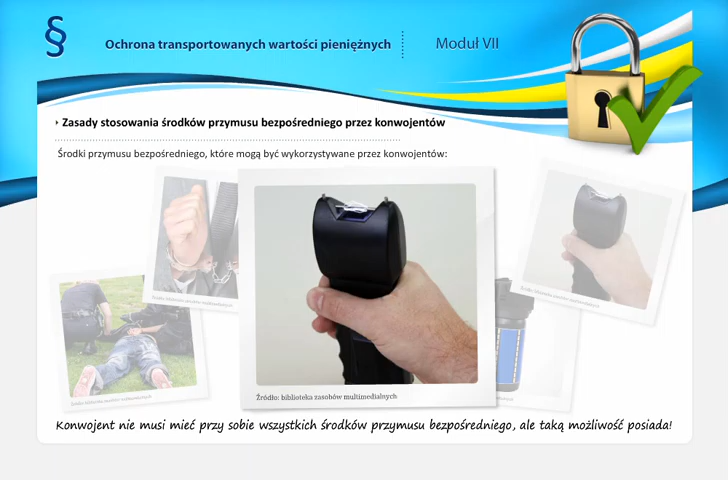 §
Ochrona transportowanych wartości pieniężnych
Moduł VII
Zasady stosowania środków przymusu bezpośredniego przez konwojentów
Środki przymusu bezpośredniego, które mogą być wykorzystywane przez konwojentów:
Źródło: biblioteka zasobów multimedialnych
Konwojent nie musi mieć przy sobie wszystkich środków przymusu bezpośredniego, ale taką możliwość posiada!